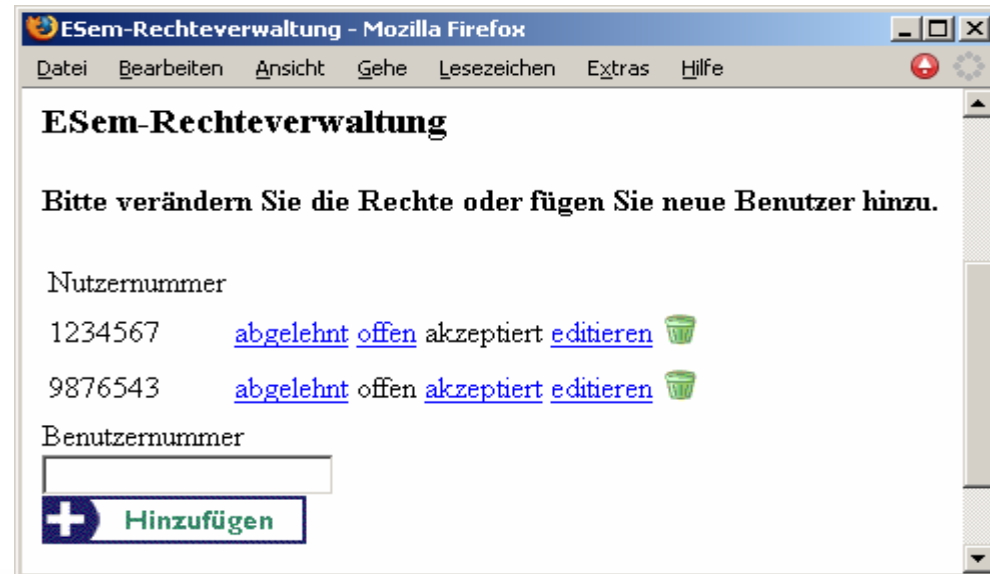 ESem-Rechteverwaltung - Mozilla Firefox
Datei Bearbeiten Ansicht Gehe Lesezeichen Extras Hilfe
ESem-Rechteverwaltung
Bitte verändern Sie die Rechte oder fügen Sie neue Benutzer hinzu.
Nutzernummer
1234567 abgelehnt offen akzeptiert editieren
9876543 abgelehnt offen akzeptiert editieren
Benutzernummer
Hinzufügen